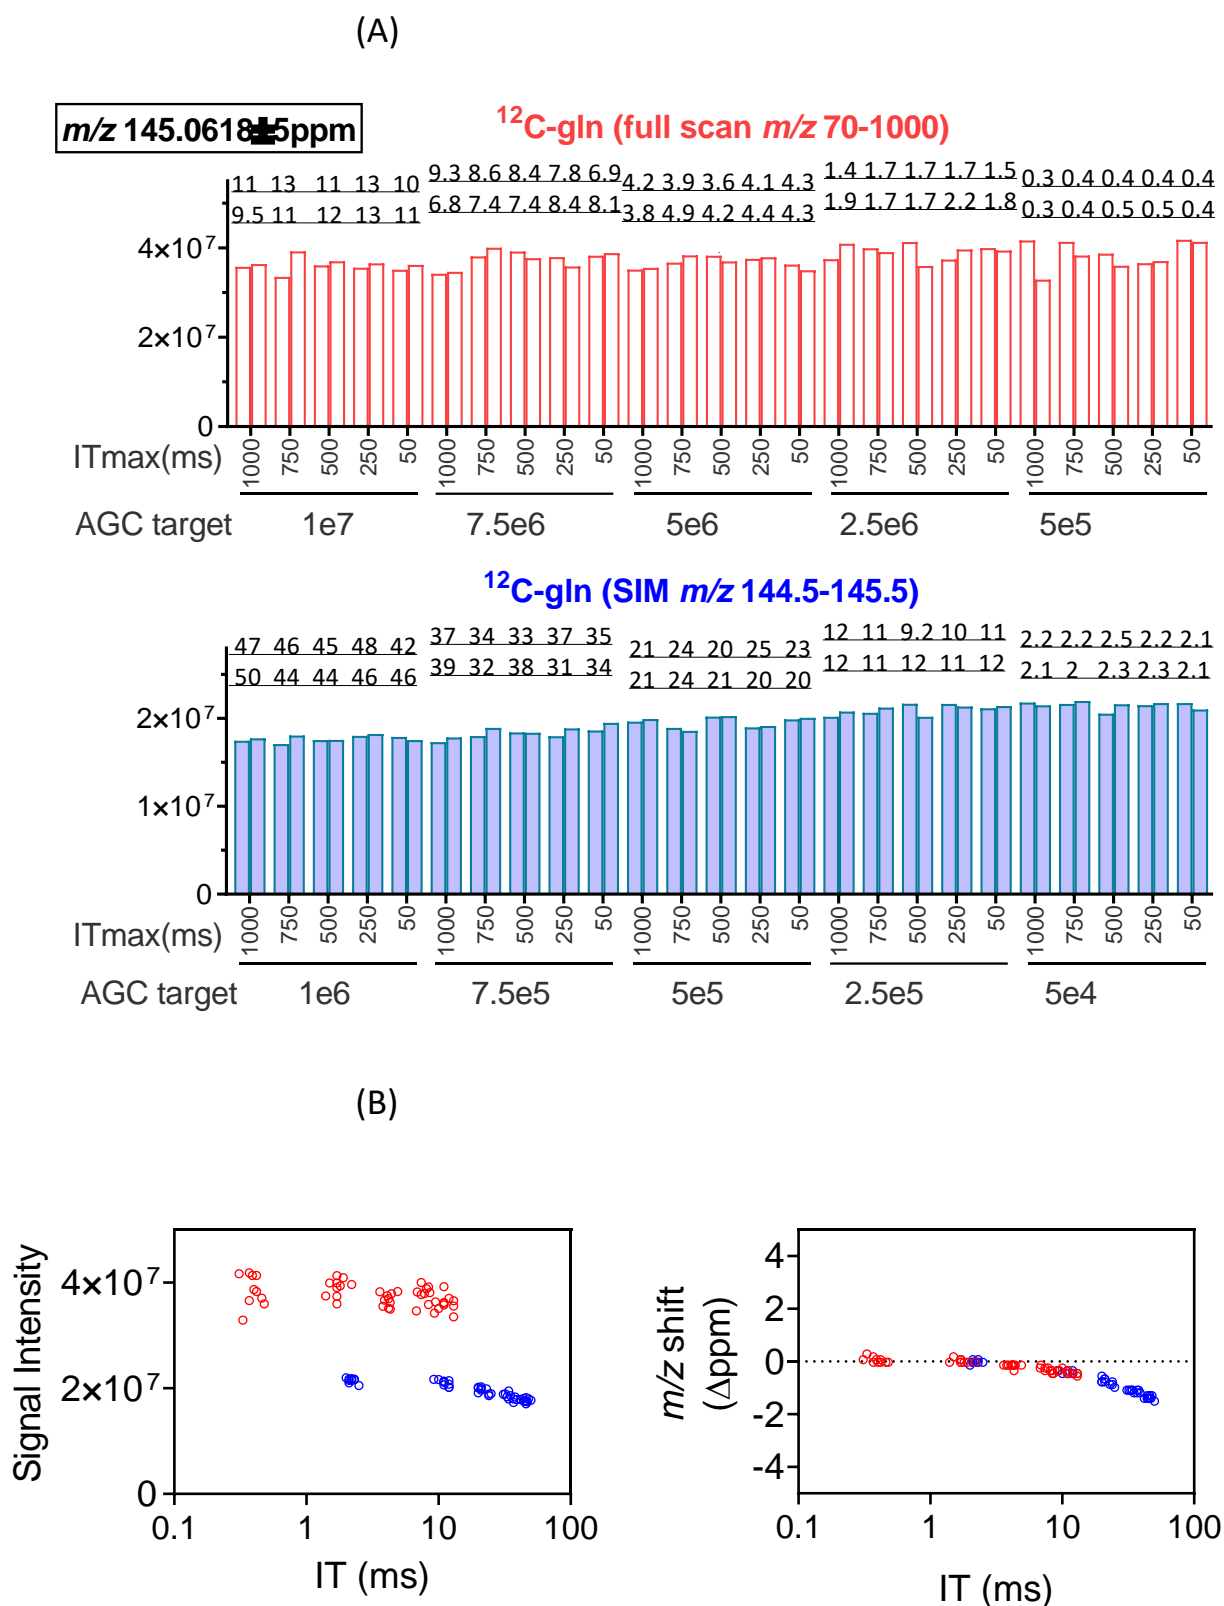 (A)
m/z 145.0618±5ppm
¹²C-gln (full scan m/z 70-1000)
11 13 11 13 10 9.3 8.6 8.4 7.8 6.9 4.2 3.9 3.6 4.1 4.3 1.4 1.7 1.7 1.7 1.5 0.3 0.4 0.4 0.4 0.4
9.5 11 12 13 11 6.8 7.4 7.4 8.4 8.1 3.8 4.9 4.2 4.4 4.3 1.9 1.7 1.7 2.2 1.8 0.3 0.4 0.5 0.5 0.4
4×10⁷
2×10⁷
0
ITmax(ms) 1000 750 500 250 50 1000 750 500 250 50 1000 750 500 250 50 1000 750 500 250 50 1000 750 500 250 50
AGC target 1e7 7.5e6 5e6 2.5e6 5e5
¹²C-gln (SIM m/z 144.5-145.5)
47 46 45 48 42 37 34 33 37 35 21 24 20 25 23 12 11 9.2 10 11 2.2 2.2 2.5 2.2 2.1
50 44 44 46 46 39 32 38 31 34 21 24 21 20 20 12 11 12 11 12 2.1 2 2.3 2.3 2.1
2×10⁷
1×10⁷
0
ITmax(ms) 1000 750 500 250 50 1000 750 500 250 50 1000 750 500 250 50 1000 750 500 250 50 1000 750 500 250 50
AGC target 1e6 7.5e5 5e5 2.5e5 5e4
(B)
Signal Intensity
4×10⁷
2×10⁷
0
0.1 1 10 100
IT (ms)
m/z shift
(Δppm)
4
2
0
-2
-4
0.1 1 10 100
IT (ms)